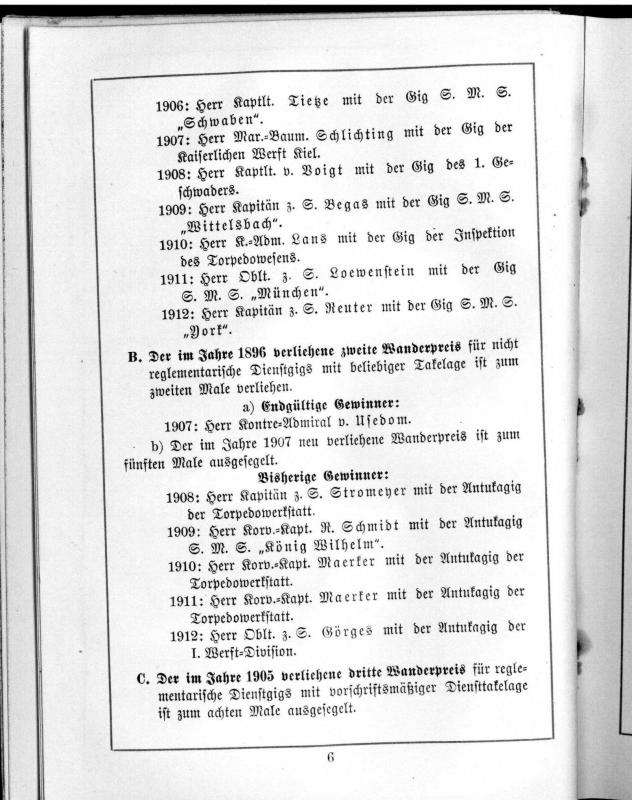 1906: Herr Kaptlt. Tietze mit der Gig S. M. S.
„Schwaben“.
1907: Herr Mar.=Baum. Schlichting mit der Gig der
Kaiserlichen Werft Kiel.
1908: Herr Kaptlt. v. Voigt mit der Gig des 1. Ge=
schwaders.
1909: Herr Kapitän z. S. Begas mit der Gig S. M. S.
„Wittelsbach“.
1910: Herr K.=Adm. Lans mit der Gig der Inspektion
des Torpedowesens.
1911: Herr Oblt. z. S. Loewenstein mit der Gig
S. M. S. „München“.
1912: Herr Kapitän z. S. Reuter mit der Gig S. M. S.
„York“.
B. Der im Jahre 1896 verliehene zweite Wanderpreis für nicht
reglementarische Dienstgigs mit beliebiger Takelage ist zum
zweiten Male verliehen.
a) Endgültige Gewinner:
1907: Herr Kontre=Admiral v. Usedom.
b) Der im Jahre 1907 neu verliehene Wanderpreis ist zum
fünften Male ausgesegelt.
Bisherige Gewinner:
1908: Herr Kapitän z. S. Stromeyer mit der Antukagig
der Torpedowerkstatt.
1909: Herr Korv.=Kapt. R. Schmidt mit der Antukagig
S. M. S. „König Wilhelm“.
1910: Herr Korv.=Kapt. Maerker mit der Antukagig der
Torpedowerkstatt.
1911: Herr Korv.=Kapt. Maerker mit der Antukagig der
Torpedowerkstatt.
1912: Herr Oblt. z. S. Görges mit der Antukagig der
I. Werft=Division.
C. Der im Jahre 1905 verliehene dritte Wanderpreis für regle=
mentarische Dienstgigs mit vorschriftsmäßiger Diensttakelage
ist zum achten Male ausgesegelt.
6